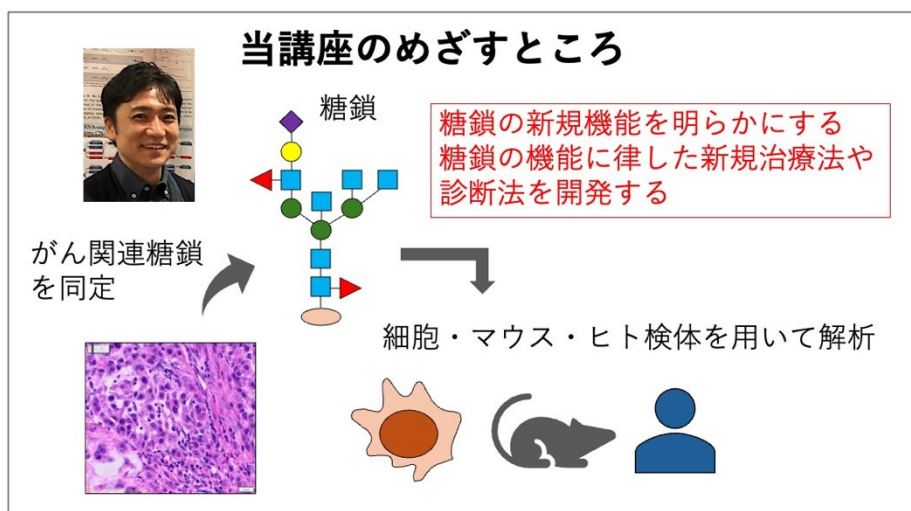 当講座のめざすところ
糖鎖
糖鎖の新規機能を明らかにする
糖鎖の機能に律した新規治療法や
診断法を開発する
がん関連糖鎖
を同定
細胞・マウス・ヒト検体を用いて解析